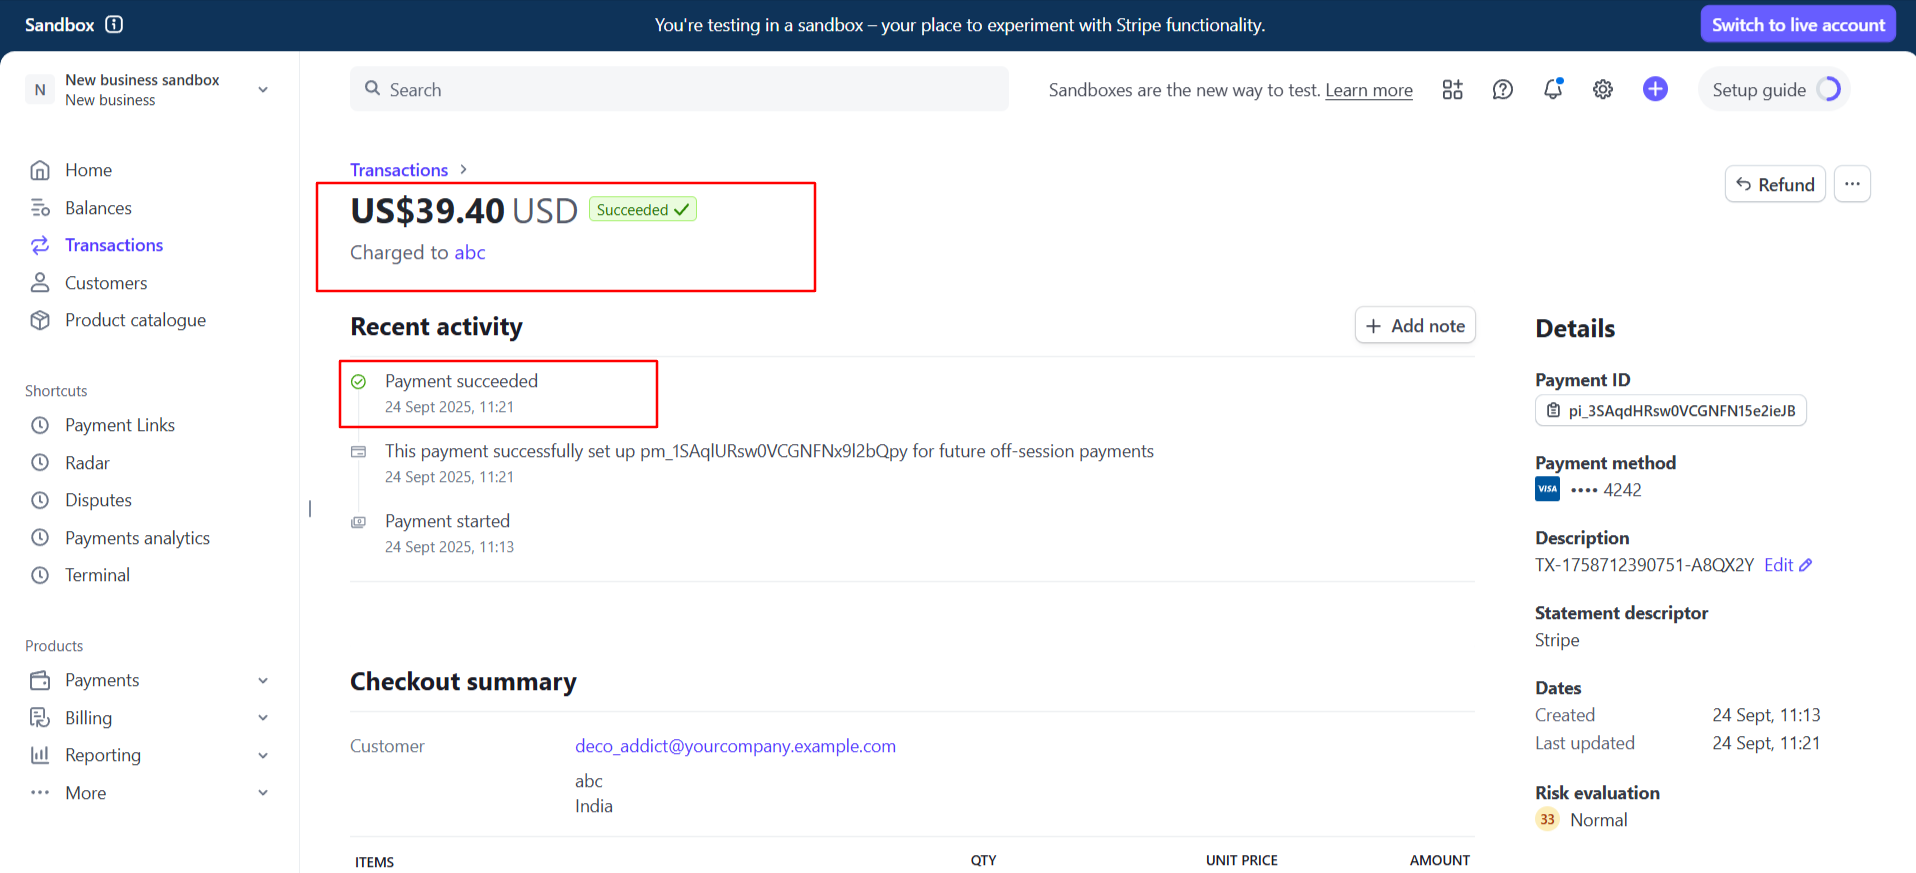 Sandbox
You're testing in a sandbox – your place to experiment with Stripe functionality.
Switch to live account
N
New business sandbox
New business
Search
Sandboxes are the new way to test. Learn more
Setup guide
Home
Balances
Transactions
Customers
Product catalogue
Shortcuts
Payment Links
Radar
Disputes
Payments analytics
Terminal
Products
Payments
Billing
Reporting
More
Transactions
US$39.40 USD Succeeded
Charged to abc
Refund
Recent activity
Add note
Payment succeeded
24 Sept 2025, 11:21
This payment successfully set up pm_1SAqlURsw0VCGNFNx9l2bQpy for future off-session payments
24 Sept 2025, 11:21
Payment started
24 Sept 2025, 11:13
Checkout summary
Customer deco_addict@yourcompany.example.com
abc
India
ITEMS QTY UNIT PRICE AMOUNT
Details
Payment ID
pi_3SAqdHRsw0VCGNFN15e2ieJB
Payment method
VISA •••• 4242
Description
TX-1758712390751-A8QX2Y Edit
Statement descriptor
Stripe
Dates
Created 24 Sept, 11:13
Last updated 24 Sept, 11:21
Risk evaluation
33 Normal